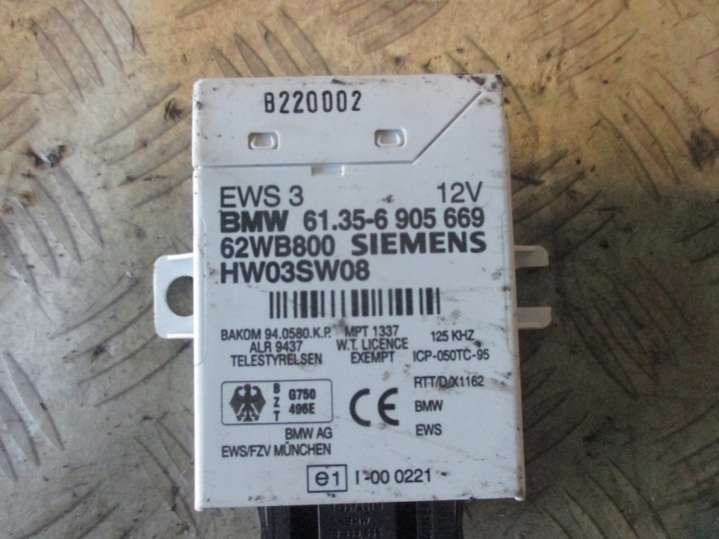 B220002
EWS 3 12V
BMW 61.35-6 905 669
62WB800 SIEMENS
HW03SW08
BAKOM 94.0580.K.P. MPT 1337 125 KHZ
ALR 9437 W.T. LICENCE
TELESTYRELSEN EXEMPT ICP-050TC-95
B Z T G750 496E CE RTT/D/X1162
BMW
EWS
BMW AG
EWS/FZV MÜNCHEN
e1 I-00 0221